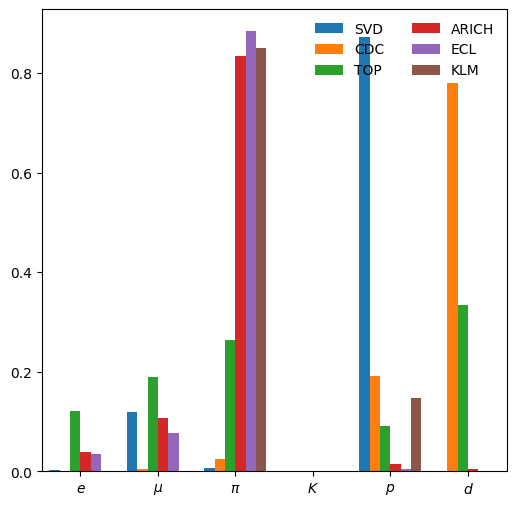 SVD
CDC
TOP
ARICH
ECL
KLM
0.8
0.6
0.4
0.2
0.0
e μ π K p d